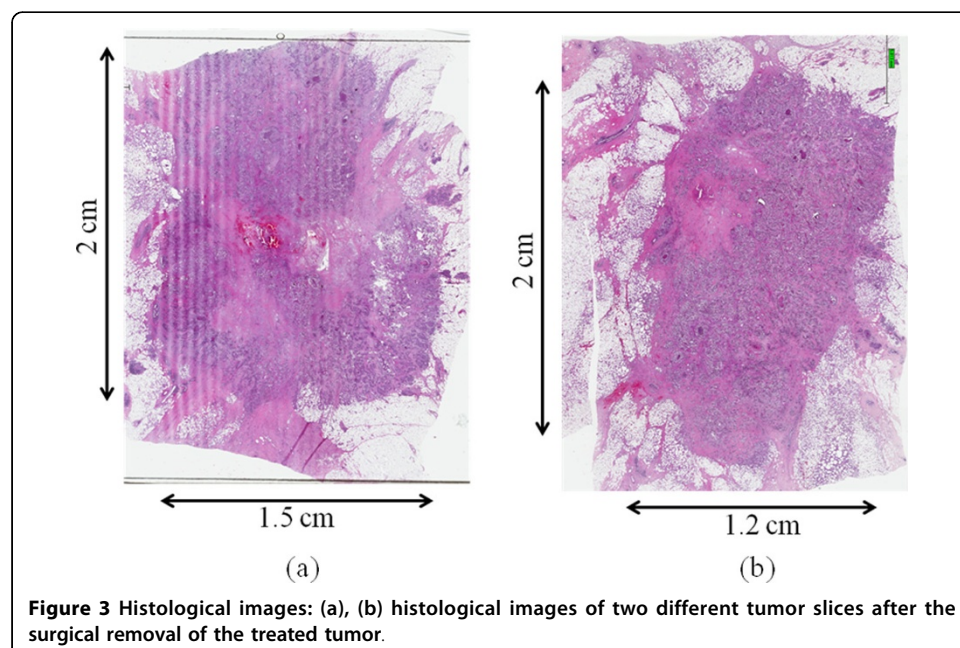 2 cm
1.5 cm
(a)
2 cm
1.2 cm
(b)
Figure 3 Histological images: (a), (b) histological images of two different tumor slices after the
surgical removal of the treated tumor.